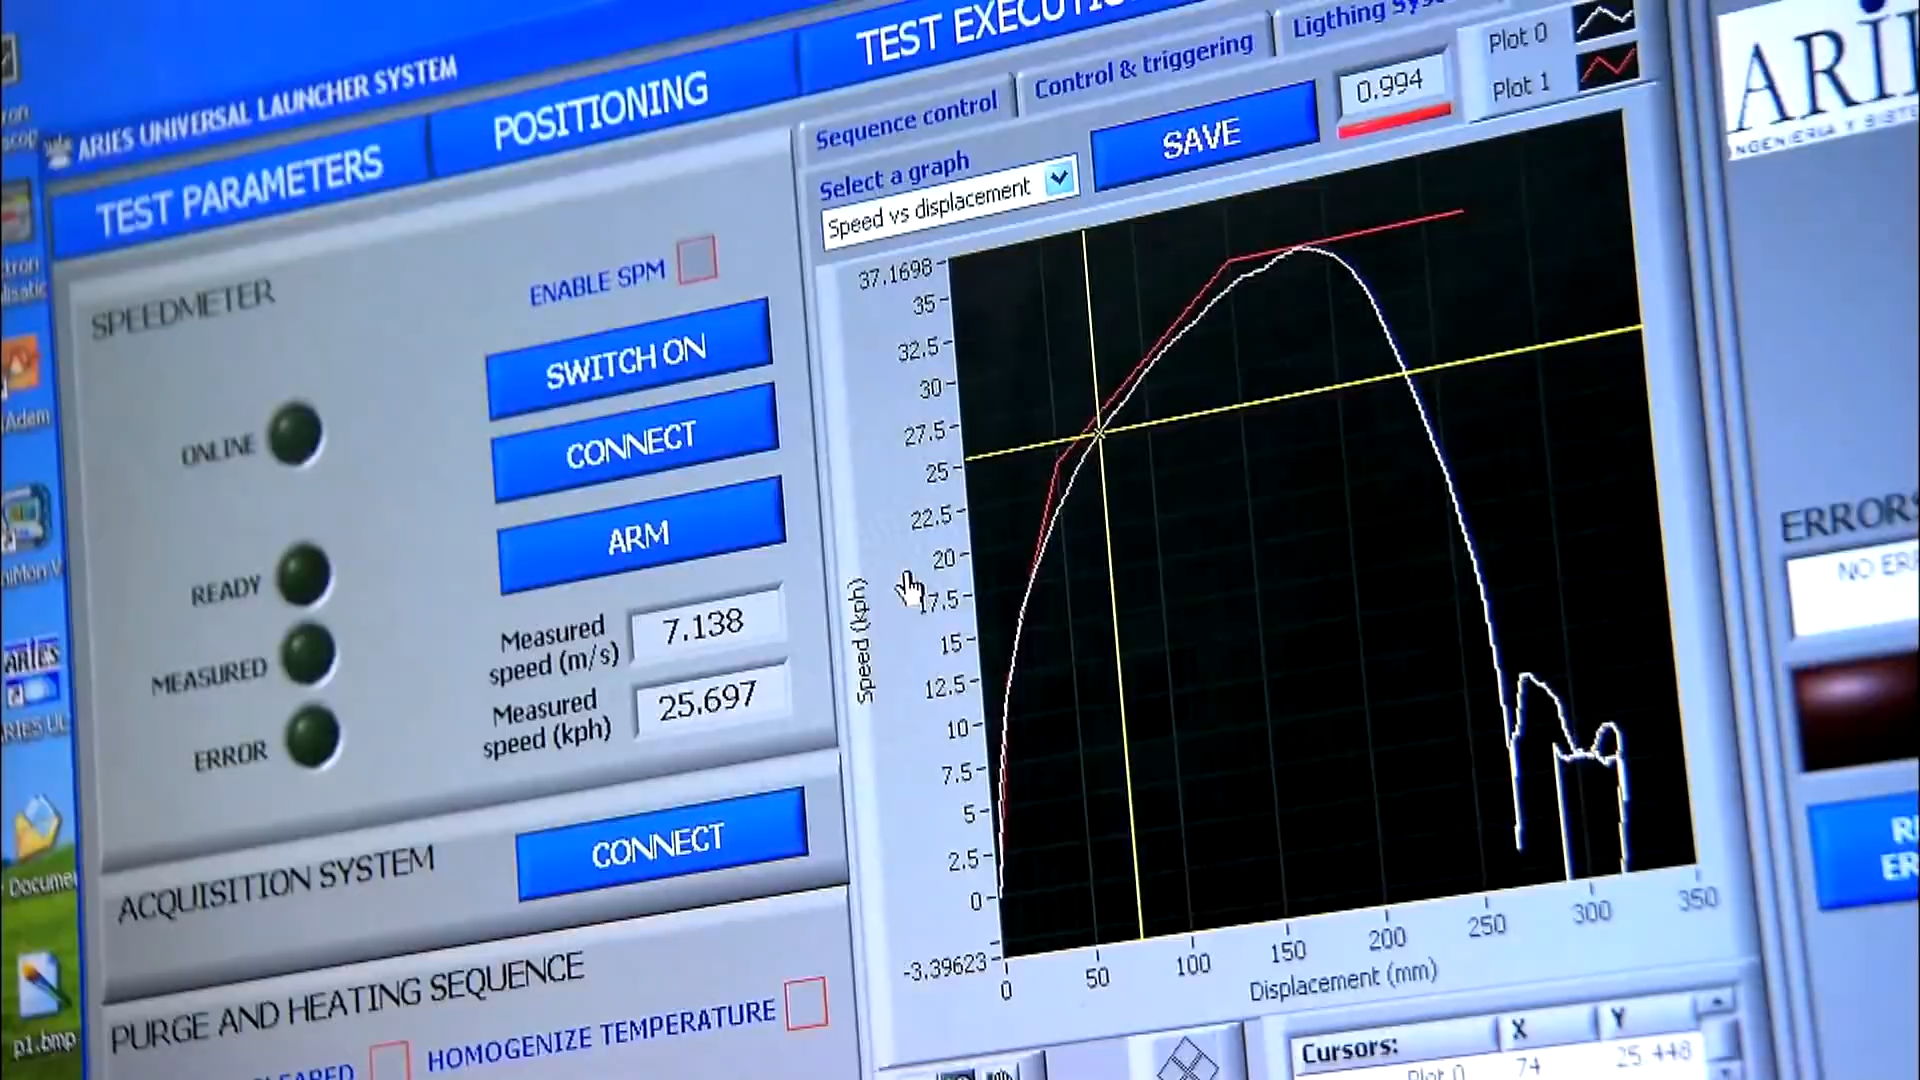 ARIES UNIVERSAL LAUNCHER SYSTEM
TEST PARAMETERS
POSITIONING
SPEEDMETER
ENABLE SPM
SWITCH ON
CONNECT
ARM
ONLINE
READY
MEASURED
ERROR
Measured
speed (m/s)
7.138
Measured
speed (kph)
25.697
ACQUISITION SYSTEM
CONNECT
PURGE AND HEATING SEQUENCE
HOMOGENIZE TEMPERATURE
TEST
Sequence control
Control & triggering
Ligthing
Select a graph
Speed vs displacement
SAVE
0.994
Plot 0
Plot 1
37.1698
35
32.5
30
27.5
25
22.5
20
17.5
15
12.5
10
7.5
5
2.5
0
-3.39623
Speed (kph)
0
50
100
150
200
250
300
350
Displacement (mm)
Cursors:
X
Y
Plot 0
74
25.448
ERRORS
NO
ARIES
p1.bmp